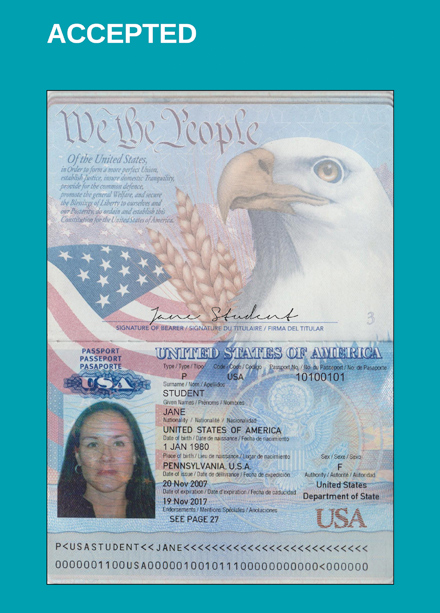 ACCEPTED
We the People
Of the United States,
in Order to form a more perfect Union,
establish Justice, insure domestic Tranquility,
provide for the common defence,
promote the general Welfare, and secure
the Blessings of Liberty to ourselves and
our Posterity, do ordain and establish this
Constitution for the United States of America.
Jane Student
3
SIGNATURE OF BEARER / SIGNATURE DU TITULAIRE / FIRMA DEL TITULAR
PASSPORT
PASSEPORT
PASAPORTE
USA
UNITED STATES OF AMERICA
Type / Type / Tipo Code / Code / Codigo Passport No. / No. du Passeport / No. de Pasaporte
P USA 10100101
Surname / Nom / Apellidos
STUDENT
Given Names / Prénoms / Nombres
JANE
Nationality / Nationalité / Nacionalidad
UNITED STATES OF AMERICA
Date of birth / Date de naissance / Fecha de nacimiento
1 JAN 1980
Place of birth / Lieu de naissance / Lugar de nacimiento Sex / Sexe / Sexo
PENNSYLVANIA, U.S.A. F
Date of issue / Date de délivrance / Fecha de expedición Authority / Autorité / Autoridad
20 Nov 2007 United States
Date of expiration / Date d'expiration / Fecha de caducidad Department of State
19 Nov 2017
Endorsements / Mentions Spéciales / Anotaciones
SEE PAGE 27
USA
P<USASTUDENT<<JANE<<<<<<<<<<<<<<<<<<<<<<<<<<